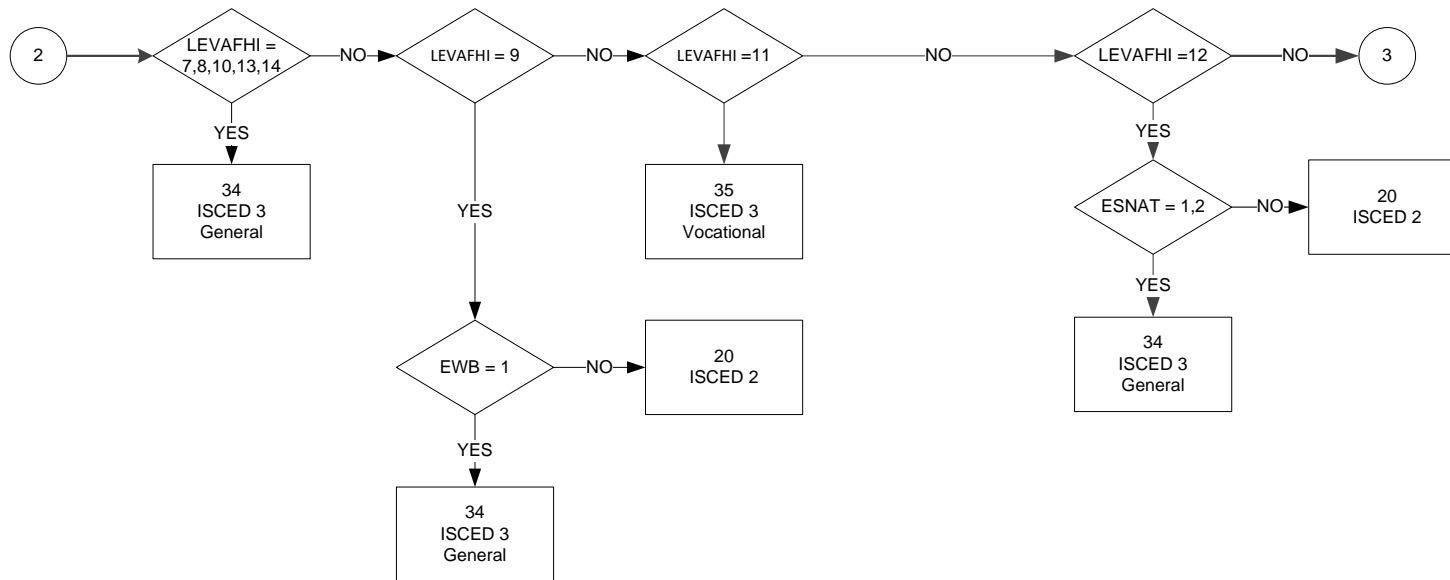 2
LEVAFHI =
7,8,10,13,14
NO
LEVAFHI = 9
NO
LEVAFHI =11
NO
LEVAFHI =12
NO
3
YES
34
ISCED 3
General
YES
35
ISCED 3
Vocational
YES
ESNAT = 1,2
NO
20
ISCED 2
YES
34
ISCED 3
General
EWB = 1
NO
20
ISCED 2
YES
34
ISCED 3
General